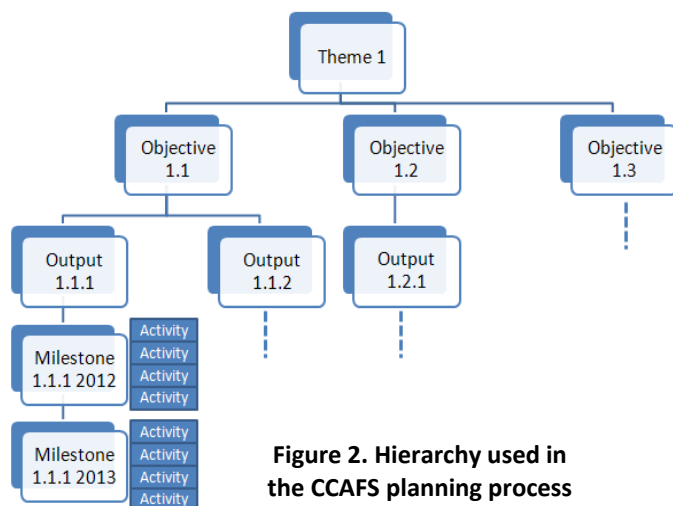 Theme 1
Objective
1.1
Objective
1.2
Objective
1.3
Output
1.1.1
Output
1.1.2
Output
1.2.1
Milestone
1.1.1 2012
Activity
Activity
Activity
Activity
Milestone
1.1.1 2013
Activity
Activity
Activity
Activity
Figure 2. Hierarchy used in
the CCAFS planning process